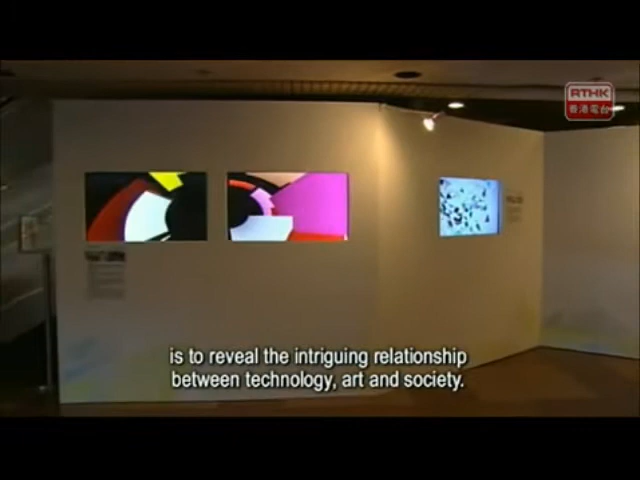 RTHK
香港電台
is to reveal the intriguing relationship
between technology, art and society.